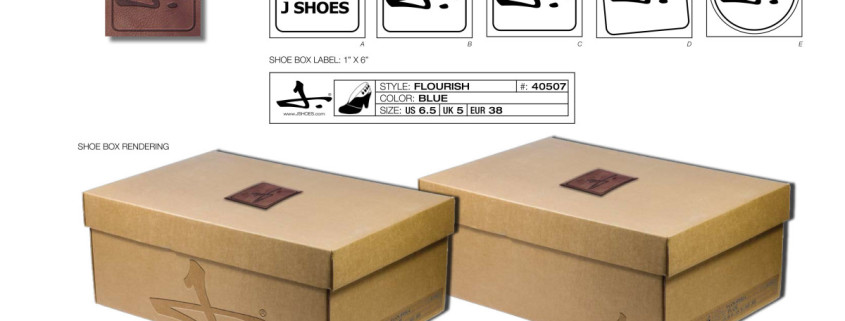 J SHOES
A B C D E
SHOE BOX LABEL: 1" X 6"
STYLE: FLOURISH #: 40507
COLOR: BLUE
SIZE: US 6.5 UK 5 EUR 38
®
www.JSHOES.com
SHOE BOX RENDERING
®